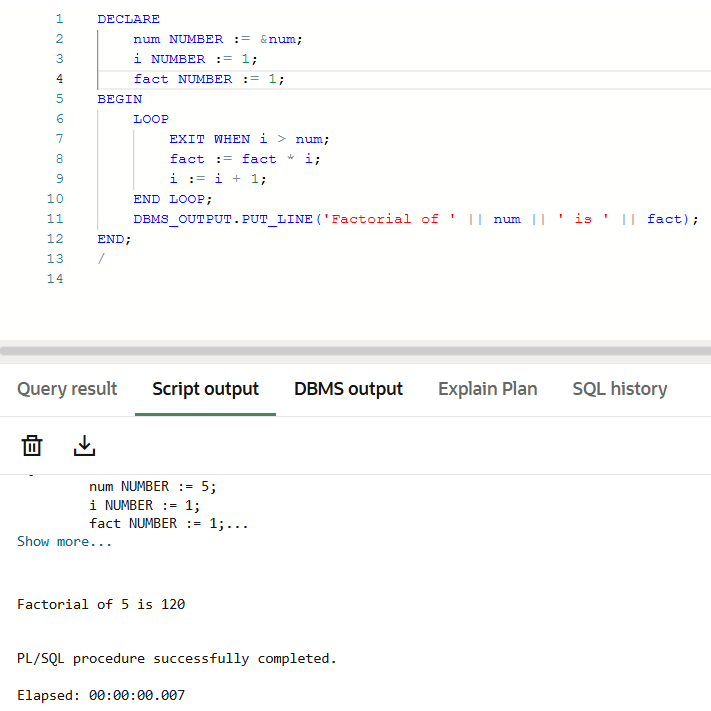 1 DECLARE
2 num NUMBER := &num;
3 i NUMBER := 1;
4 fact NUMBER := 1;
5 BEGIN
6 LOOP
7 EXIT WHEN i > num;
8 fact := fact * i;
9 i := i + 1;
10 END LOOP;
11 DBMS_OUTPUT.PUT_LINE('Factorial of ' || num || ' is ' || fact);
12 END;
13 /
14
Query result Script output DBMS output Explain Plan SQL history
num NUMBER := 5;
i NUMBER := 1;
fact NUMBER := 1;...
Show more...
Factorial of 5 is 120
PL/SQL procedure successfully completed.
Elapsed: 00:00:00.007